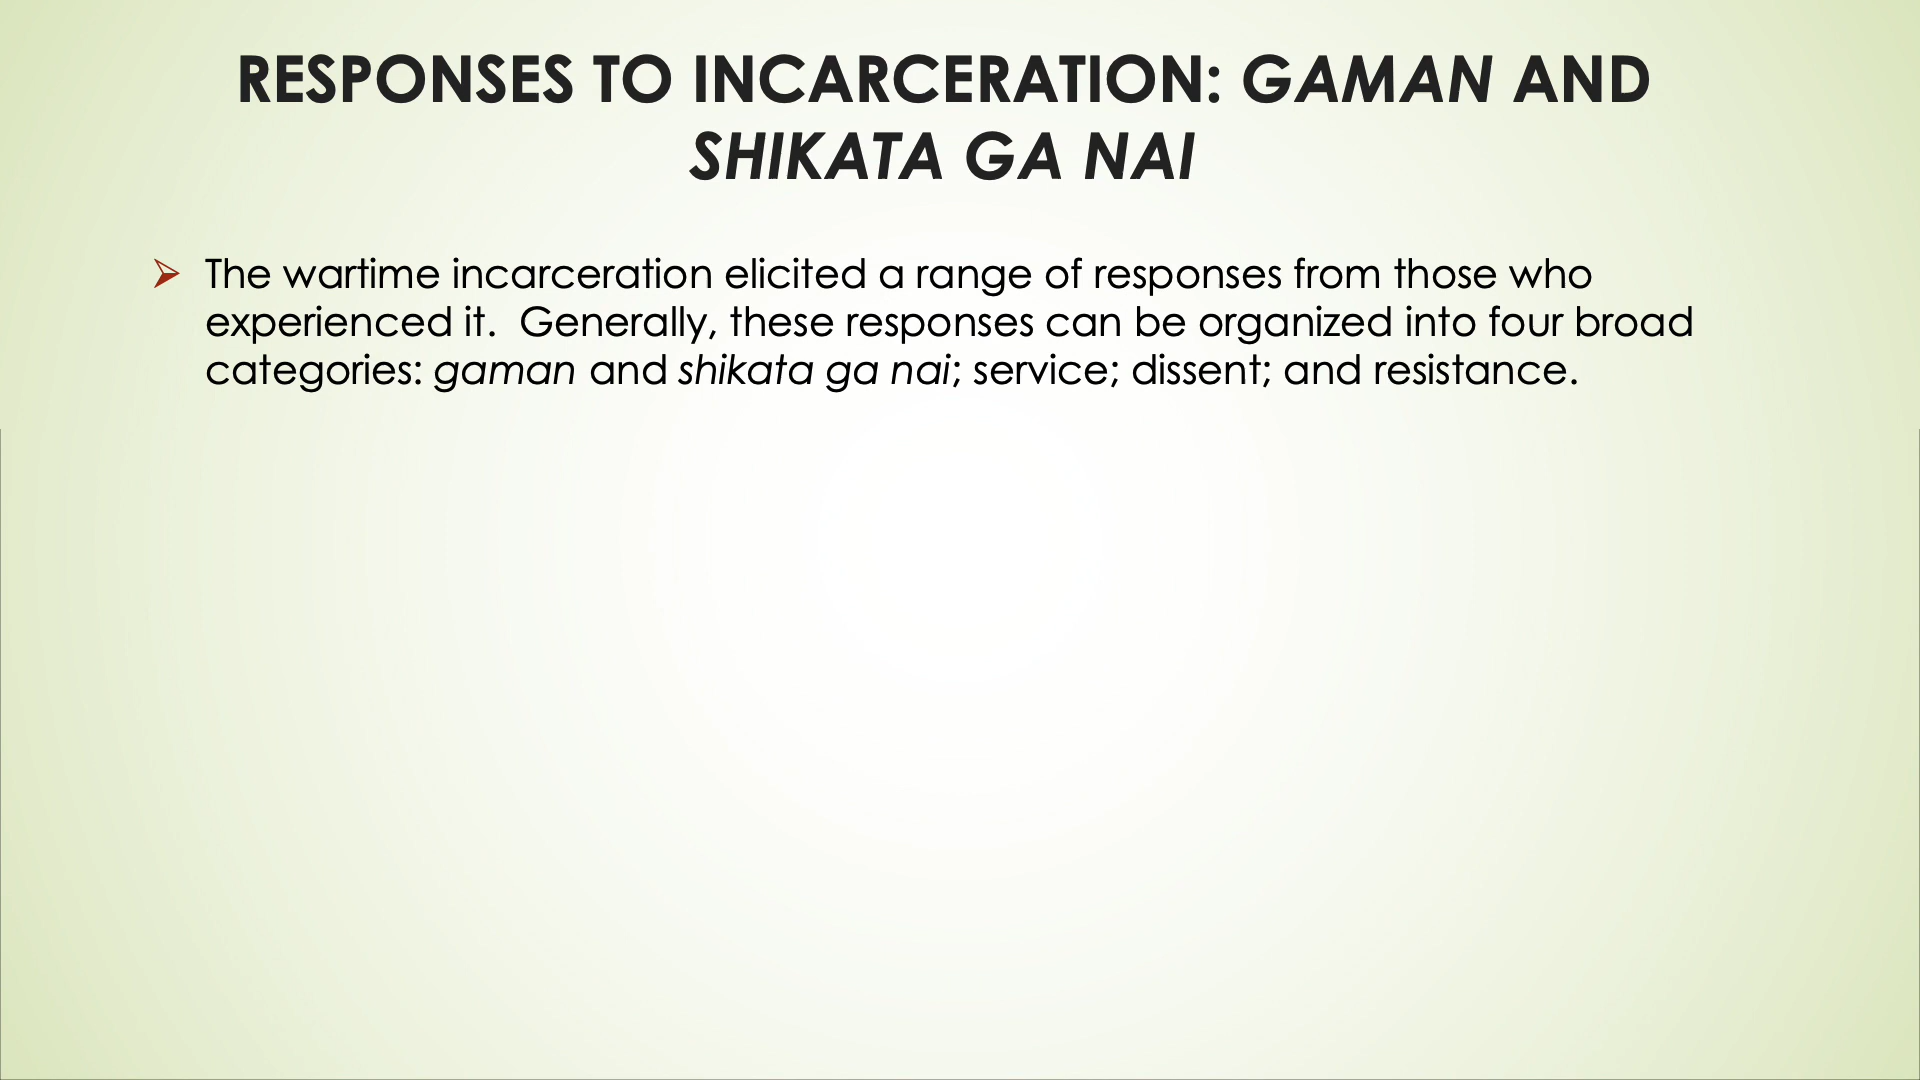 RESPONSES TO INCARCERATION: GAMAN AND
SHIKATA GA NAI
The wartime incarceration elicited a range of responses from those who
experienced it.  Generally, these responses can be organized into four broad
categories: gaman and shikata ga nai; service; dissent; and resistance.